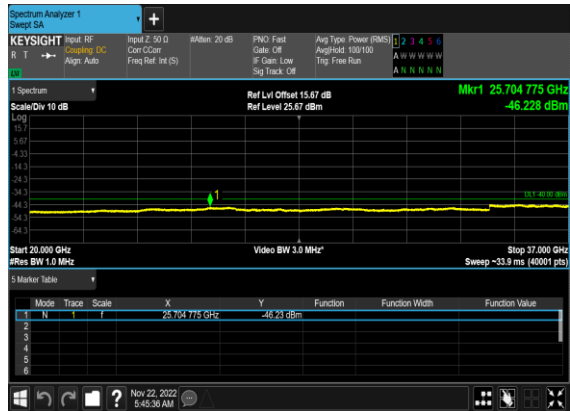 Spectrum Analyzer 1
Swept SA
+
KEYSIGHT Input: RF Input Z: 50 Ω #Atten: 20 dB PNO: Fast Avg Type: Power (RMS) 1 2 3 4 5 6
R T Coupling: DC Corr CCorr Gate: Off Avg|Hold: 100/100 A W W W W W
Align: Auto Freq Ref: Int (S) IF Gain: Low Trig: Free Run
LU Sig Track: Off A N N N N N
1 Spectrum Ref Lvl Offset 15.67 dB Mkr1 25.704 775 GHz
Scale/Div 10 dB Ref Level 25.67 dBm -46.228 dBm
Log
15.7
5.67
-4.33
-14.3
-24.3
-34.3 1 DL1 -40.00 dBm
-44.3
-54.3
-64.3
Start 20.000 GHz Video BW 3.0 MHz* Stop 37.000 GHz
#Res BW 1.0 MHz Sweep ~33.9 ms (40001 pts)
5 Marker Table
Mode Trace Scale X Y Function Function Width Function Value
1 N 1 f 25.704 775 GHz -46.23 dBm
2
3
4
5
6
? Nov 22, 2022
5:45:36 AM